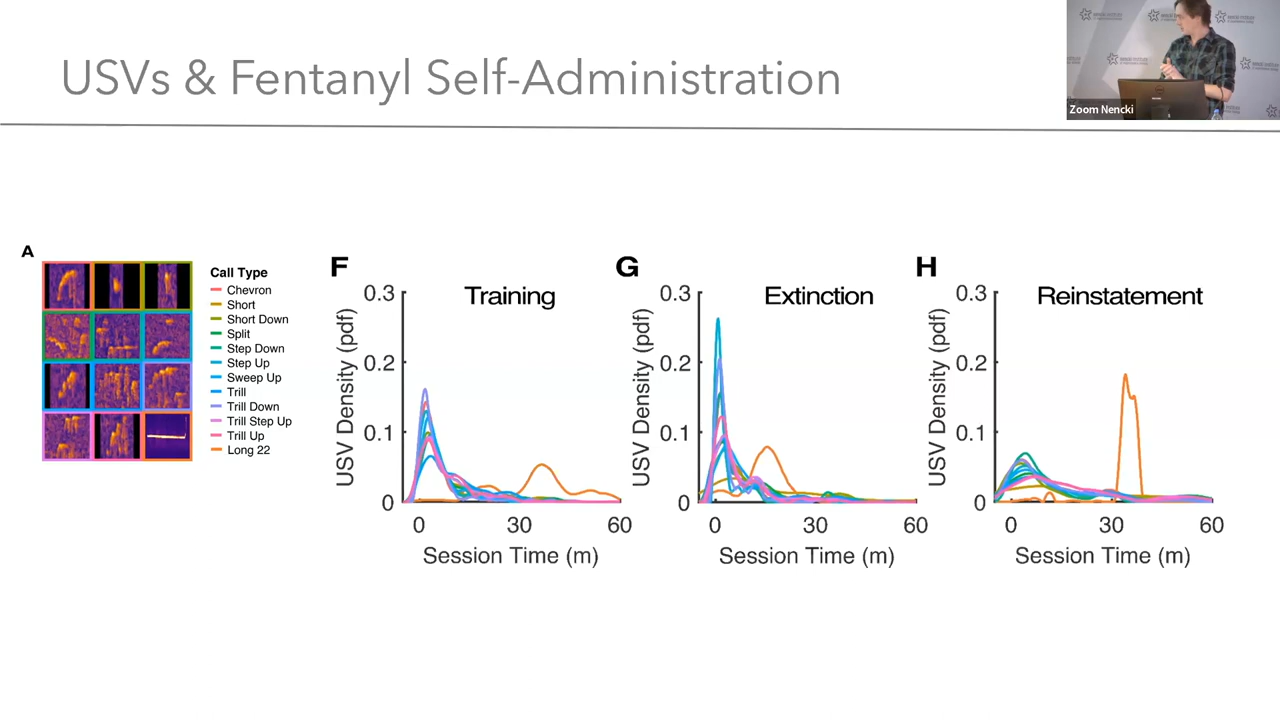 USVs & Fentanyl Self-Administration
Zoom Nencki
A
Call Type
Chevron
Short
Short Down
Split
Step Down
Step Up
Sweep Up
Trill
Trill Down
Trill Step Up
Trill Up
Long 22
F
Training
USV Density (pdf)
0.3
0.2
0.1
0
0 30 60
Session Time (m)
G
Extinction
USV Density (pdf)
0.3
0.2
0.1
0
0 30 60
Session Time (m)
H
Reinstatement
USV Density (pdf)
0.3
0.2
0.1
0
0 30 60
Session Time (m)